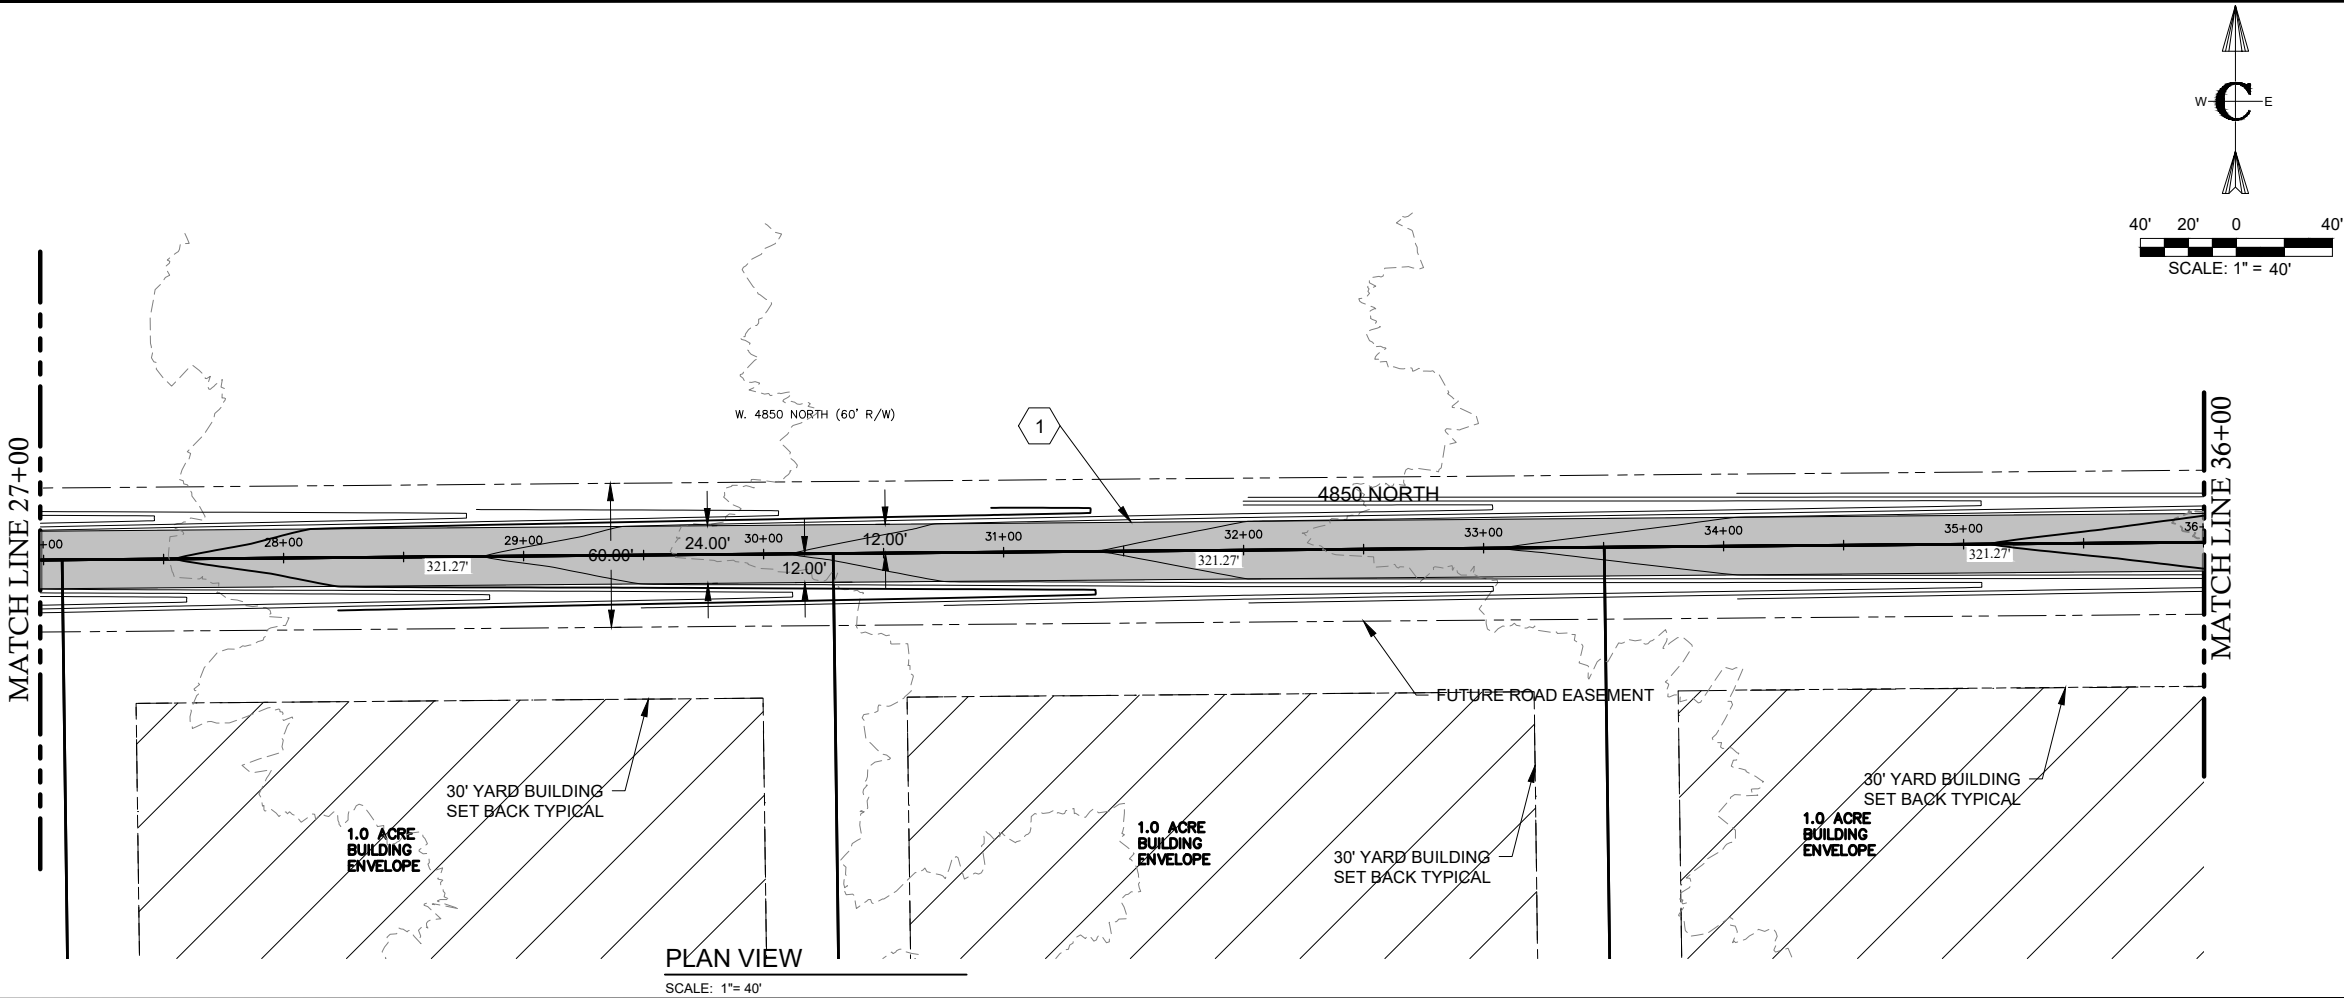 W C E
40' 20' 0 40'
SCALE: 1" = 40'
MATCH LINE 27+00
MATCH LINE 36+00
W. 4850 NORTH (60' R/W)
1
4850 NORTH
+00 28+00 29+00 30+00 31+00 32+00 33+00 34+00 35+00 36+
60.00' 24.00' 12.00'
12.00'
321.27' 321.27' 321.27'
FUTURE ROAD EASEMENT
30' YARD BUILDING
SET BACK TYPICAL
30' YARD BUILDING
SET BACK TYPICAL
30' YARD BUILDING
SET BACK TYPICAL
1.0 ACRE
BUILDING
ENVELOPE
1.0 ACRE
BUILDING
ENVELOPE
1.0 ACRE
BUILDING
ENVELOPE
PLAN VIEW
SCALE: 1"= 40'